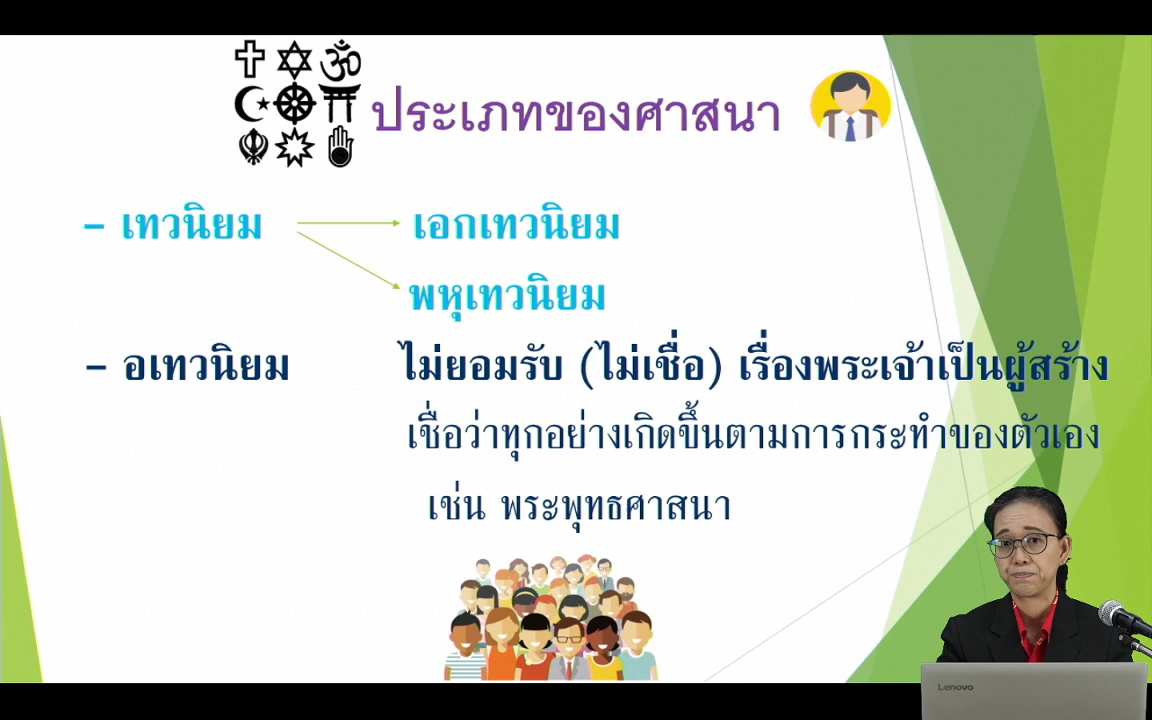 ประเภทของศาสนา
- เทวนิยม เอกเทวนิยม
พหุเทวนิยม
- อเทวนิยม ไม่ยอมรับ (ไม่เชื่อ) เรื่องพระเจ้าเป็นผู้สร้าง
เชื่อว่าทุกอย่างเกิดขึ้นตามการกระทำของตัวเอง
เช่น พระพุทธศาสนา
Lenovo